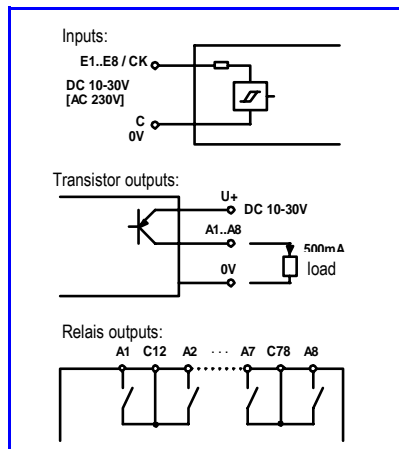 Inputs:
E1..E8 / CK
DC 10-30V
[AC 230V]
C
0V
Transistor outputs:
U+
DC 10-30V
A1..A8
500mA
0V
load
Relais outputs:
A1 C12 A2 ... A7 C78 A8